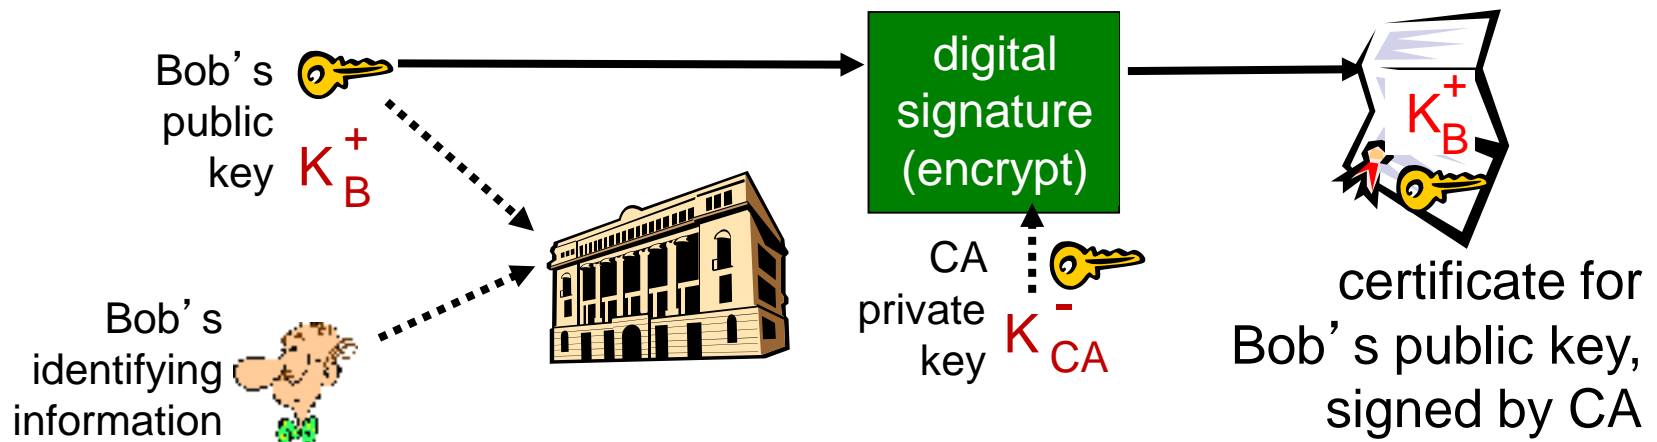 Bob’s
public
key
K
+
B
Bob’s
identifying
information
digital
signature
(encrypt)
CA
private
key
K
-
CA
K
+
B
certificate for
Bob’s public key,
signed by CA